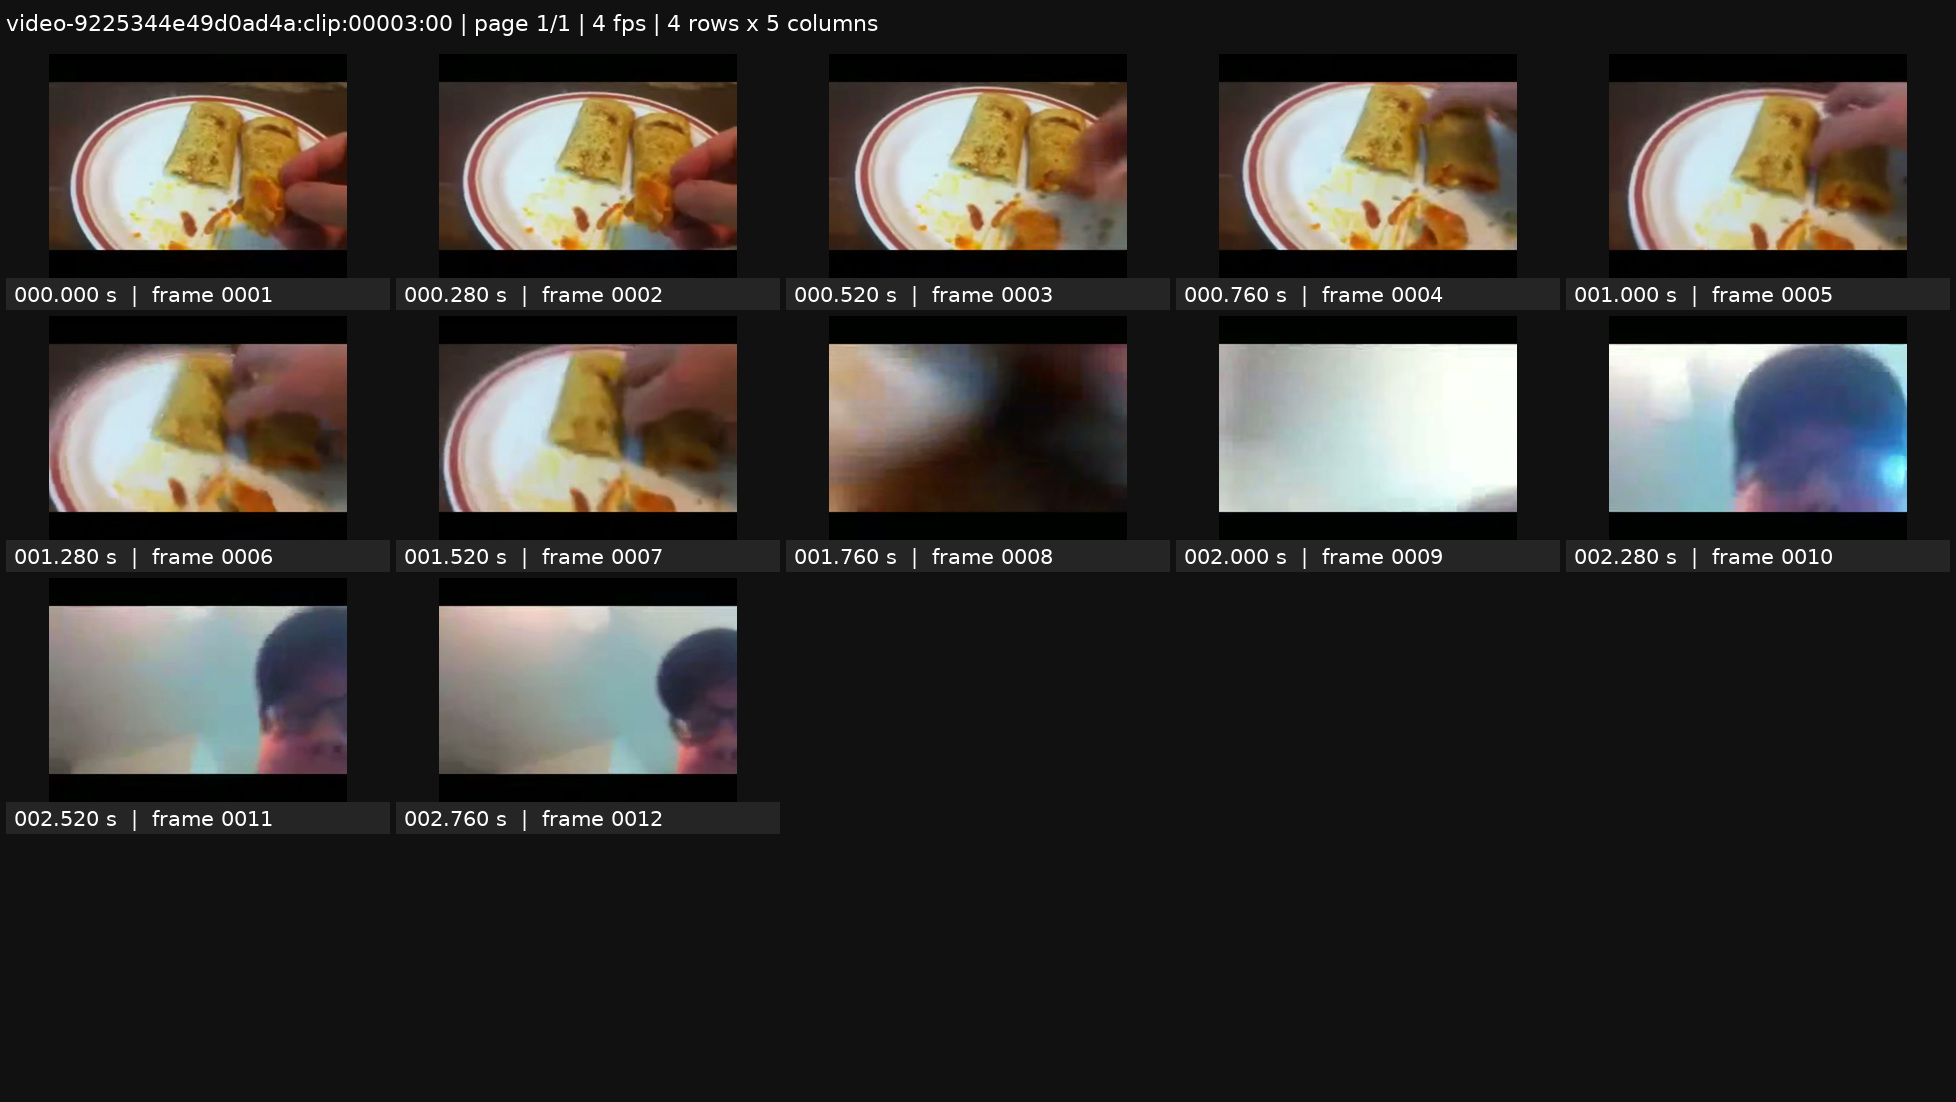 video-9225344e49d0ad4a:clip:00003:00 | page 1/1 | 4 fps | 4 rows x 5 columns
000.000 s | frame 0001
000.280 s | frame 0002
000.520 s | frame 0003
000.760 s | frame 0004
001.000 s | frame 0005
001.280 s | frame 0006
001.520 s | frame 0007
001.760 s | frame 0008
002.000 s | frame 0009
002.280 s | frame 0010
002.520 s | frame 0011
002.760 s | frame 0012